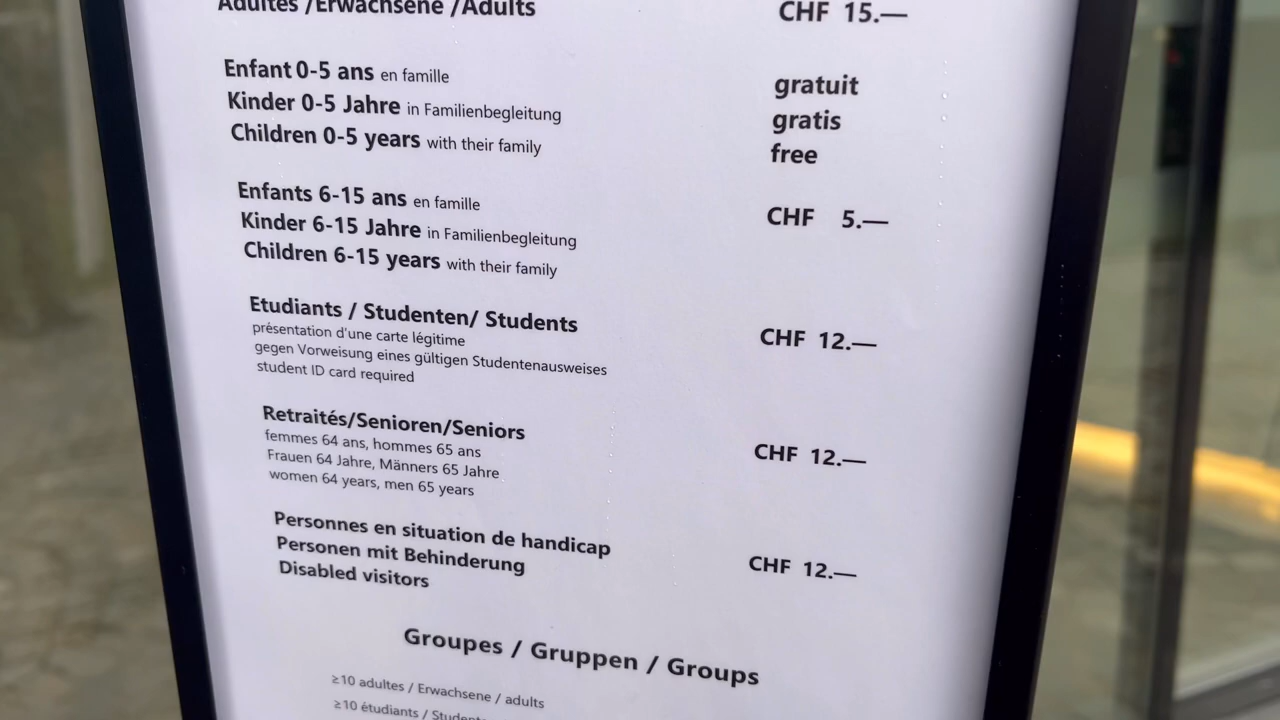 Adultes /Erwachsene /Adults CHF 15.—
Enfant 0-5 ans en famille gratuit
Kinder 0-5 Jahre in Familienbegleitung gratis
Children 0-5 years with their family free
Enfants 6-15 ans en famille CHF 5.—
Kinder 6-15 Jahre in Familienbegleitung
Children 6-15 years with their family
Etudiants / Studenten/ Students CHF 12.—
présentation d'une carte légitime
gegen Vorweisung eines gültigen Studentenausweises
student ID card required
Retraités/Senioren/Seniors CHF 12.—
femmes 64 ans, hommes 65 ans
Frauen 64 Jahre, Männers 65 Jahre
women 64 years, men 65 years
Personnes en situation de handicap CHF 12.—
Personen mit Behinderung
Disabled visitors
Groupes / Gruppen / Groups
≥10 adultes / Erwachsene / adults
≥10 étudiants /